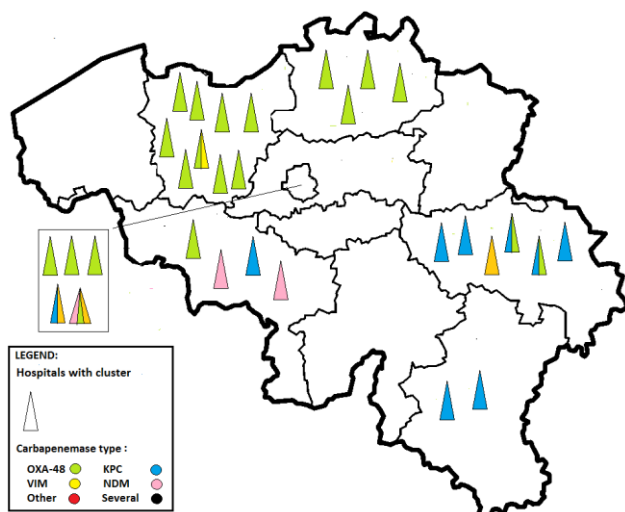 LEGEND:
Hospitals with cluster
Carbapenemase type :
OXA-48 KPC
VIM NDM
Other Several